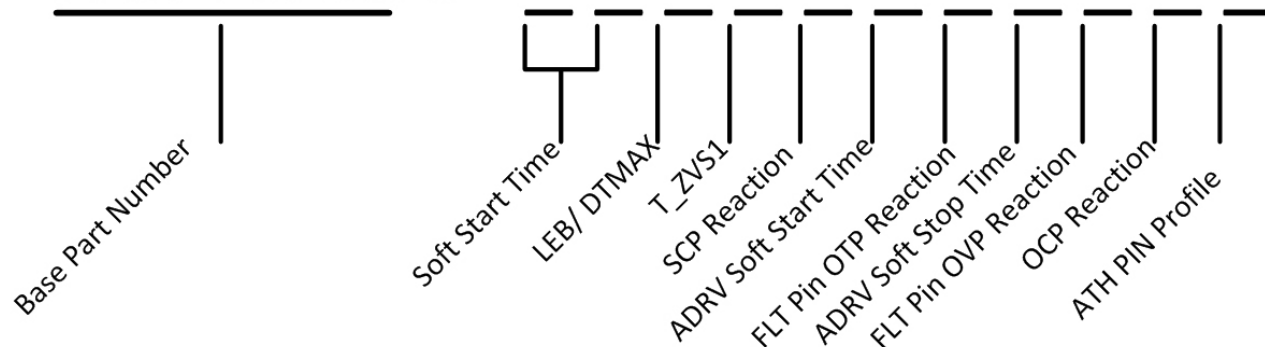 Base Part Number
Soft Start Time
LEB/ DTMAX
T_ZVS1
SCP Reaction
ADRV Soft Start Time
FLT Pin OTP Reaction
ADRV Soft Stop Time
FLT Pin OVP Reaction
OCP Reaction
ATH PIN Profile